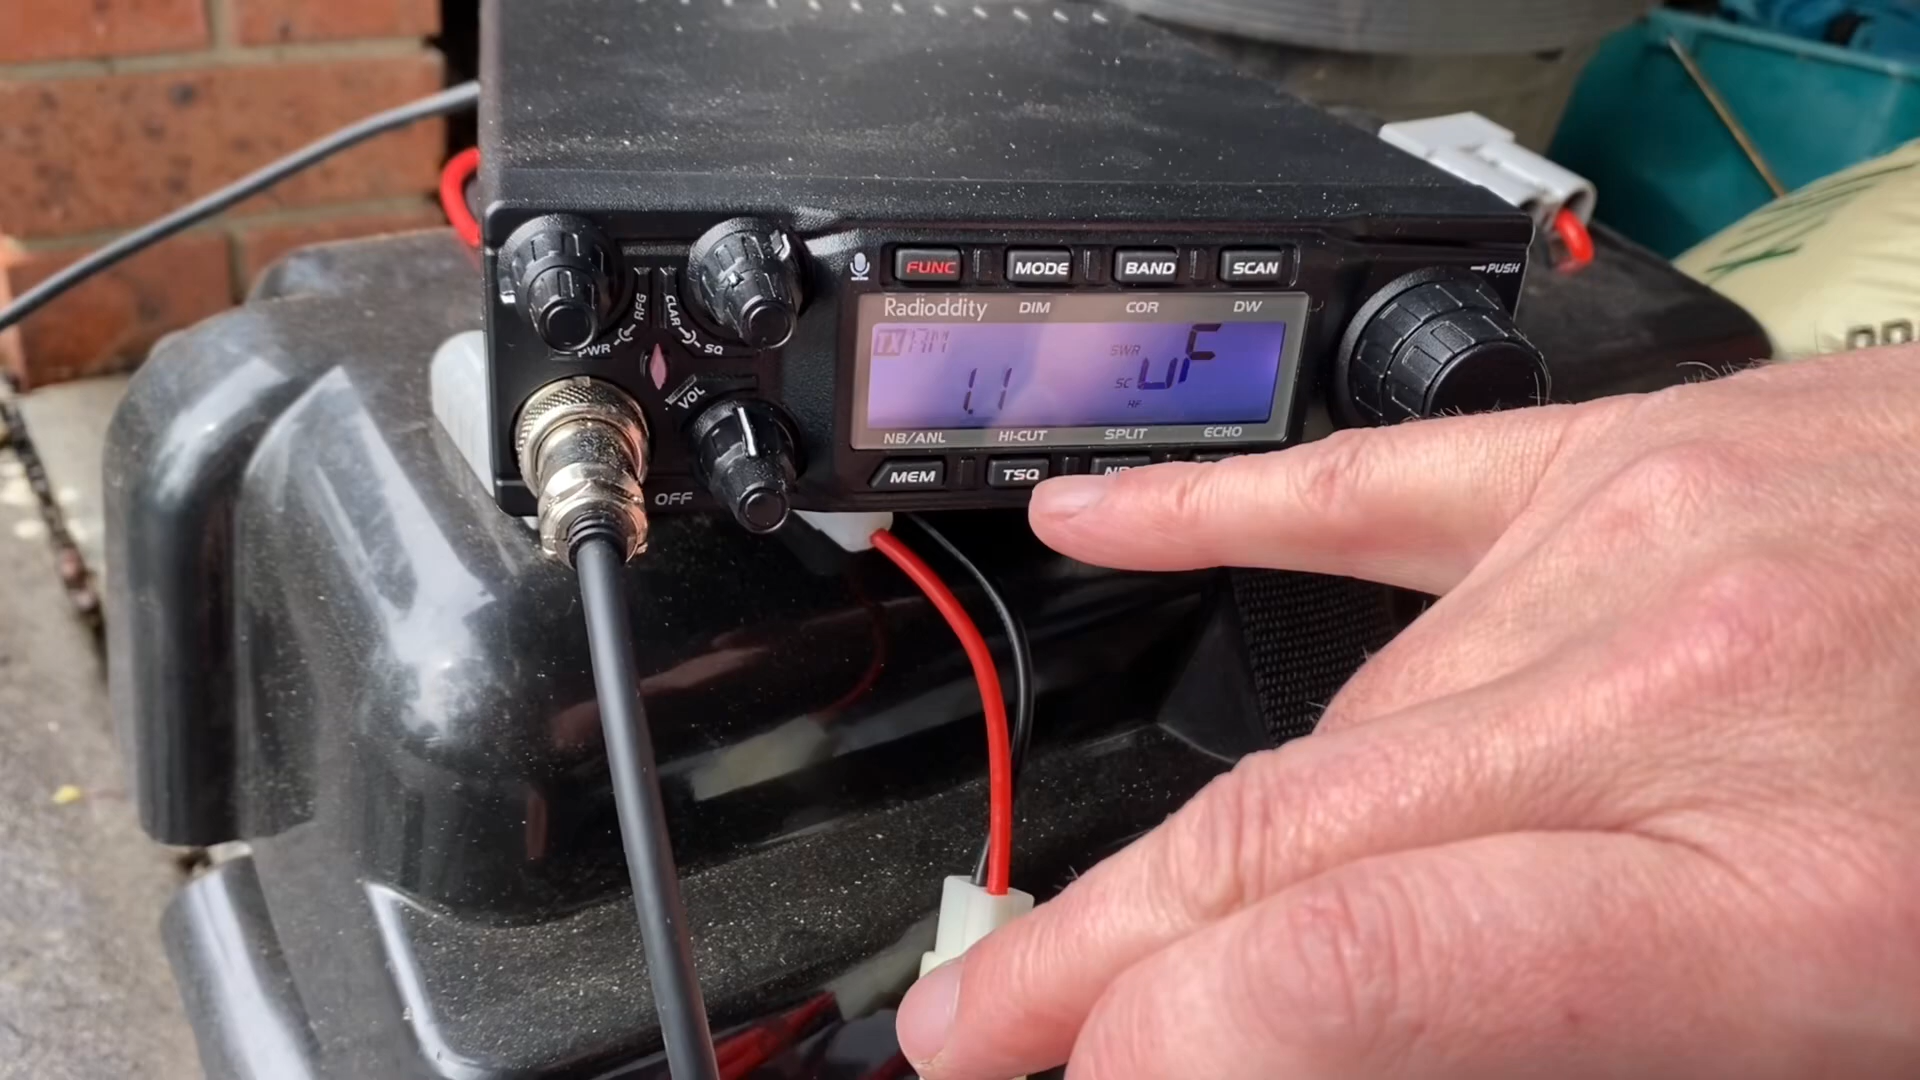 FUNC MODE BAND SCAN
PUSH
Radioddity DIM COR DW
RFG CLAR
PWR SQ
TX AM SWR
1.1 SC uF
RF
VOL
NB/ANL HI-CUT SPLIT ECHO
MEM TSQ
OFF